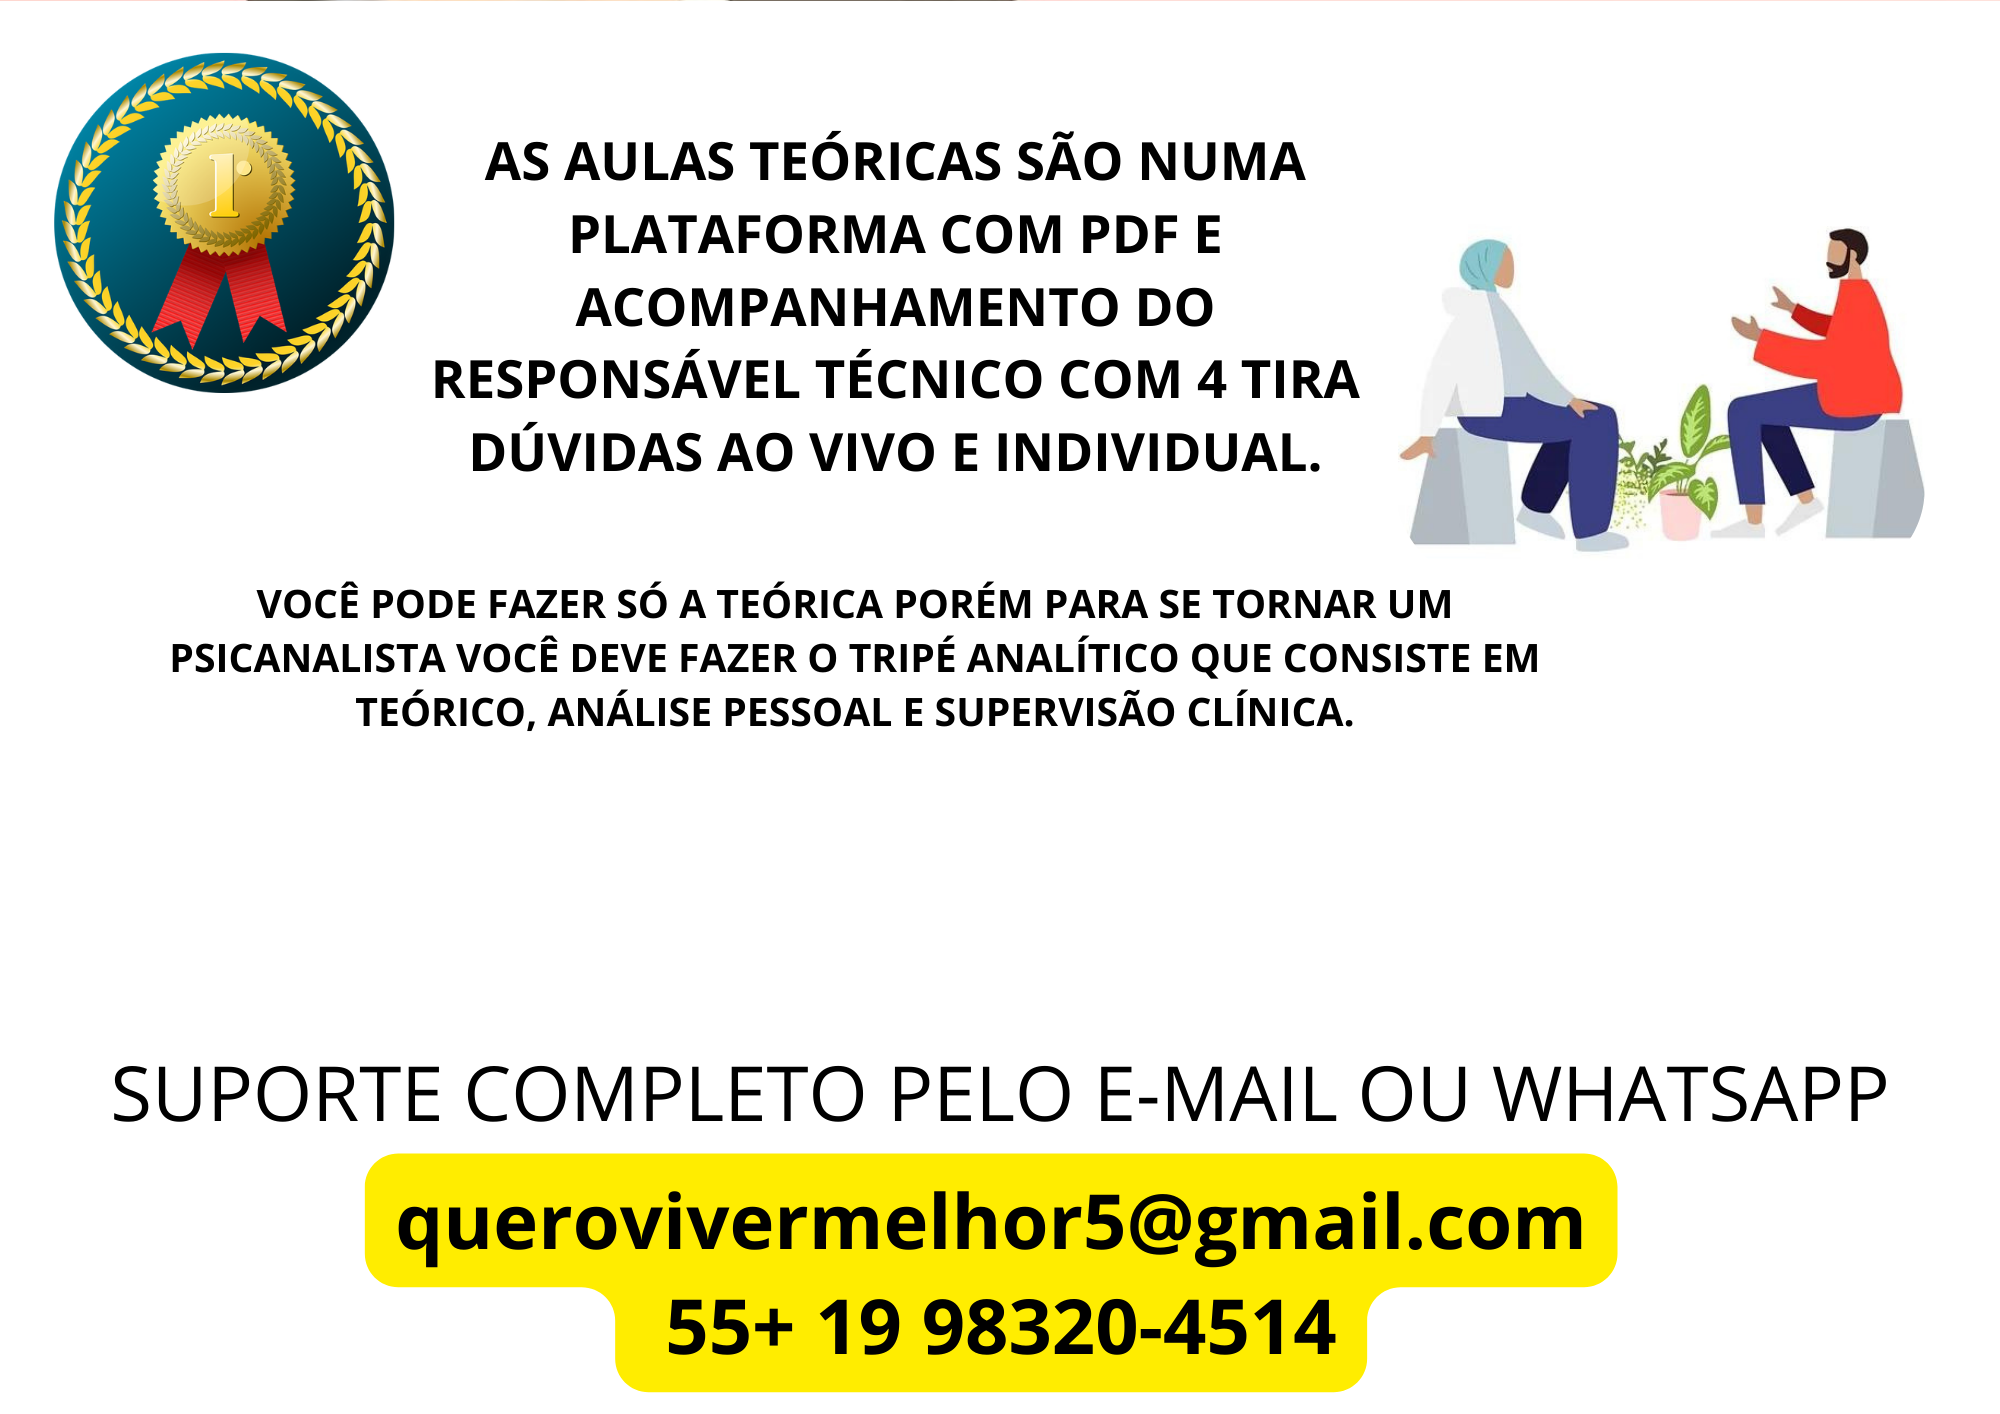 1º
AS AULAS TEÓRICAS SÃO NUMA
PLATAFORMA COM PDF E
ACOMPANHAMENTO DO
RESPONSÁVEL TÉCNICO COM 4 TIRA
DÚVIDAS AO VIVO E INDIVIDUAL.
VOCÊ PODE FAZER SÓ A TEÓRICA PORÉM PARA SE TORNAR UM
PSICANALISTA VOCÊ DEVE FAZER O TRIPÉ ANALÍTICO QUE CONSISTE EM
TEÓRICO, ANÁLISE PESSOAL E SUPERVISÃO CLÍNICA.
SUPORTE COMPLETO PELO E-MAIL OU WHATSAPP
querovivermelhor5@gmail.com
55+ 19 98320-4514